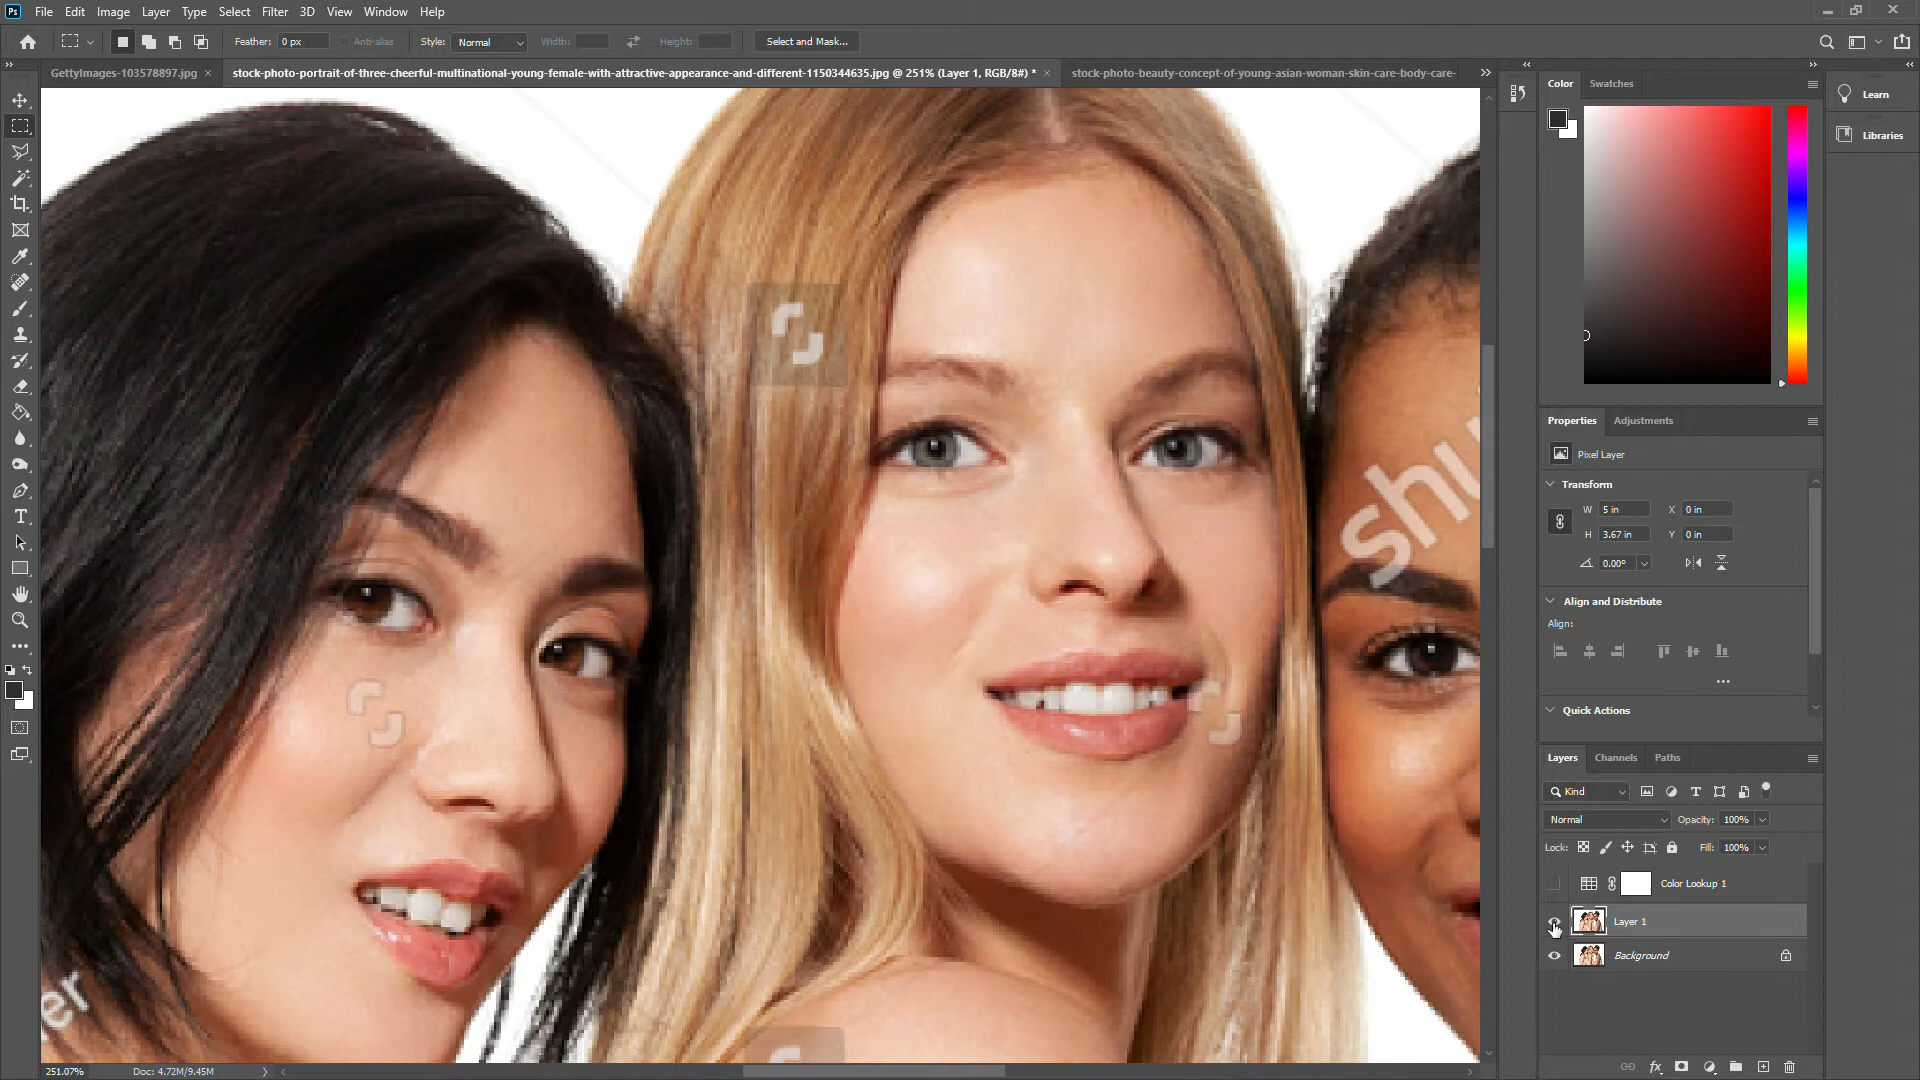 Ps File Edit Image Layer Type Select Filter 3D View Window Help
Feather: 0 px Anti-alias Style: Normal Width: Height: Select and Mask...
GettyImages-103578897.jpg × stock-photo-portrait-of-three-cheerful-multinational-young-female-with-attractive-appearance-and-different-1150344635.jpg @ 251% (Layer 1, RGB/8#) * × stock-photo-beauty-concept-of-young-asian-woman-skin-care-body-care-
Color Swatches
Learn
Libraries
Properties Adjustments
Pixel Layer
Transform
W 5 in X 0 in
H 3.67 in Y 0 in
0.00°
Align and Distribute
Align:
Quick Actions
Layers Channels Paths
Kind
Normal Opacity: 100%
Lock: Fill: 100%
Color Lookup 1
Layer 1
Background
shu
er
251.07% Doc: 4.72M/9.45M